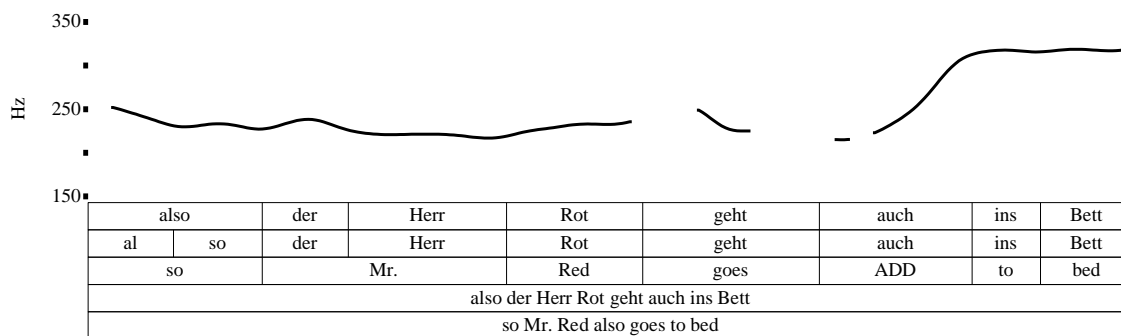 350
250
150
Hz
also der Herr Rot geht auch ins Bett
al so der Herr Rot geht auch ins Bett
so Mr. Red goes ADD to bed
also der Herr Rot geht auch ins Bett
so Mr. Red also goes to bed